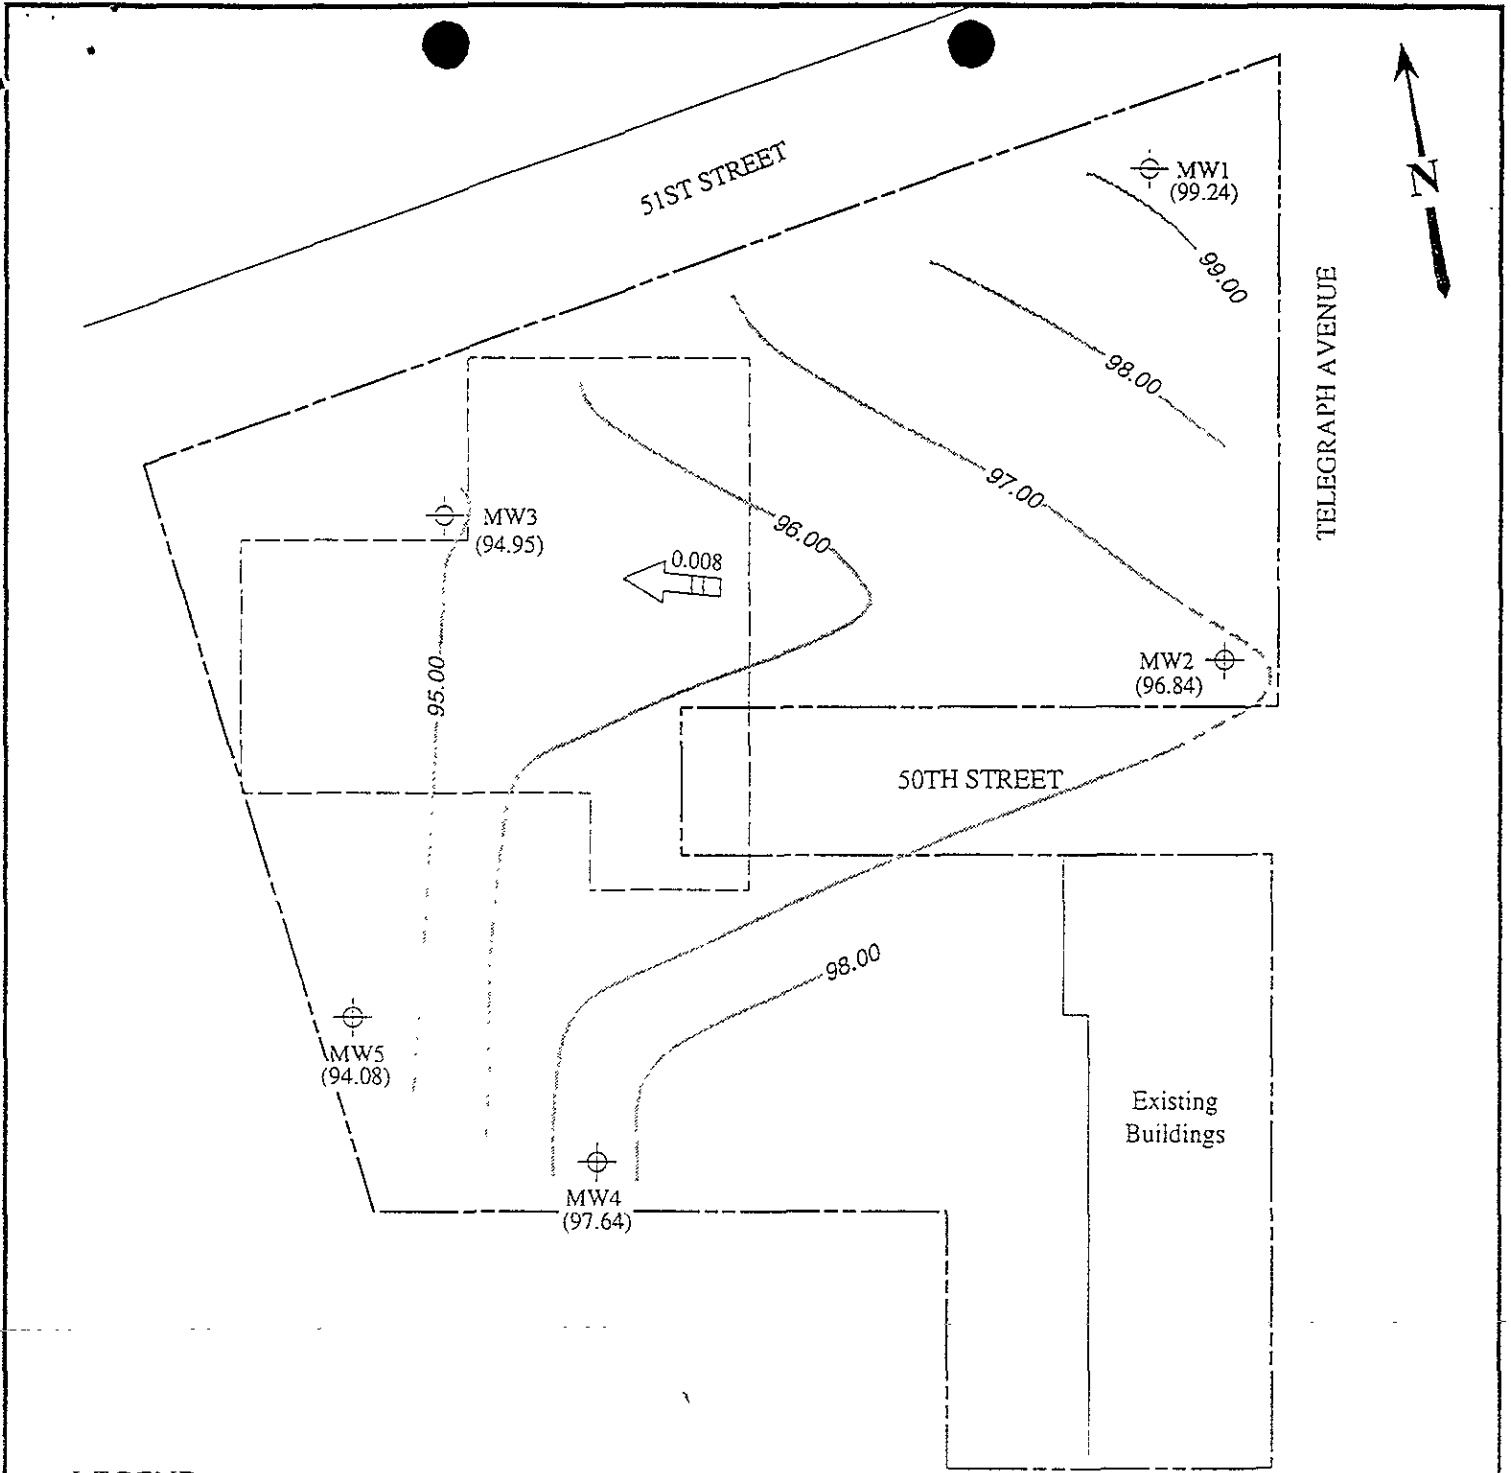 51ST STREET
MW1
(99.24)
N
99.00
TELEGRAPH AVENUE
98.00
97.00
MW3
(94.95)
96.00
0.008
MW2
(96.84)
95.00
50TH STREET
98.00
MW5
(94.08)
Existing
Buildings
MW4
(97.64)